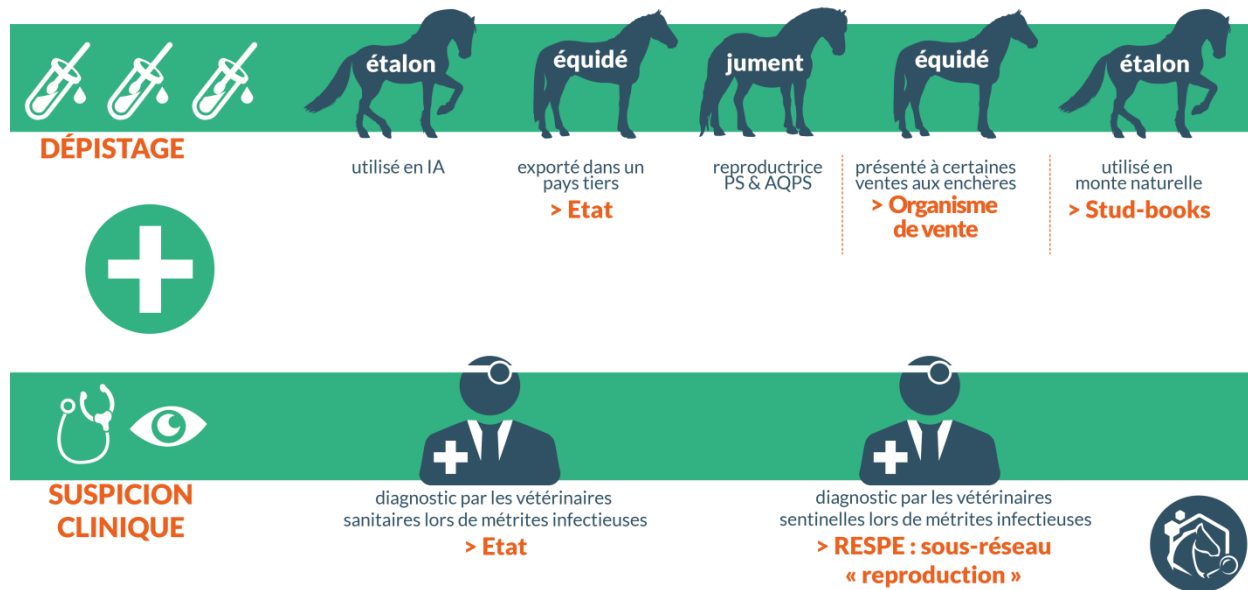 étalon
équidé
jument
équidé
étalon
DÉPISTAGE
utilisé en IA
exporté dans un
pays tiers
> Etat
reproductrice
PS & AQPS
présenté à certaines
ventes aux enchères
> Organisme
de vente
utilisé en
monte naturelle
> Stud-books
SUSPICION
CLINIQUE
diagnostic par les vétérinaires
sanitaires lors de métrites infectieuses
> Etat
diagnostic par les vétérinaires
sentinelles lors de métrites infectieuses
> RESPE : sous-réseau
« reproduction »